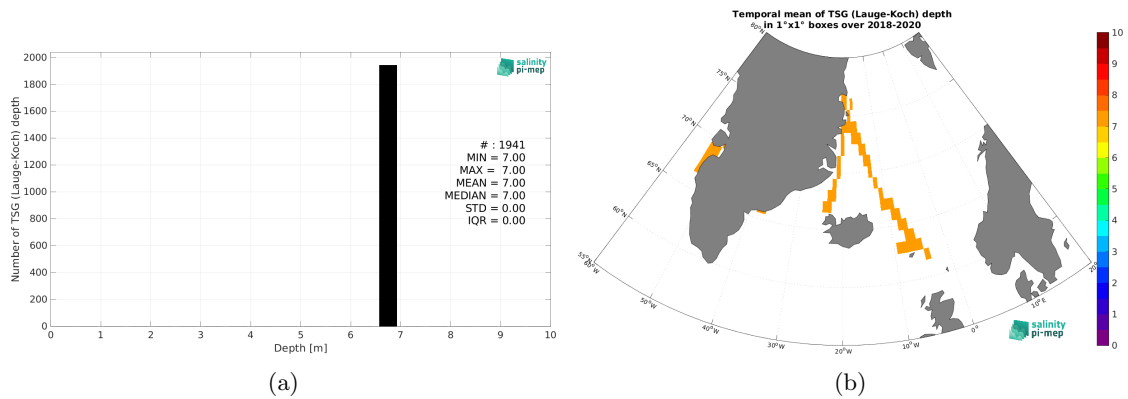 2000
1800
1600
1400
1200
1000
800
600
400
200
0
Number of TSG (Lauge-Koch) depth
0 1 2 3 4 5 6 7 8 9 10
Depth [m]
salinity
pi-mep
# : 1941
MIN = 7.00
MAX = 7.00
MEAN = 7.00
MEDIAN = 7.00
STD = 0.00
IQR = 0.00
(a)
Temporal mean of TSG (Lauge-Koch) depth
in 1°x1° boxes over 2018-2020
80°N
75°N
70°N
65°N
60°N
55°N
60°W
50°W
40°W
30°W
20°W
10°W
0°
10°E
10
9
8
7
6
5
4
3
2
1
0
salinity
pi-mep
(b)